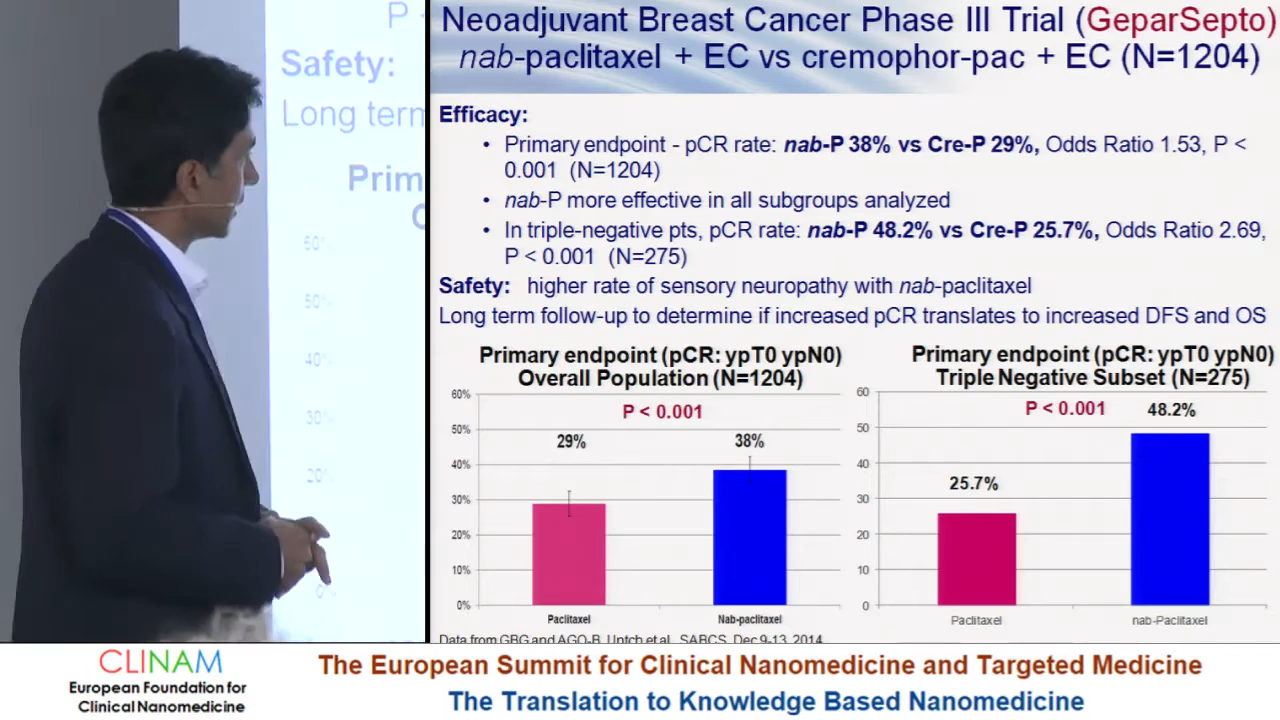 P
Safety:
Long term
Prim
60%
50%
40%
30%
20%
0%
Neoadjuvant Breast Cancer Phase III Trial (GeparSepto)
nab-paclitaxel + EC vs cremophor-pac + EC (N=1204)
Efficacy:
• Primary endpoint - pCR rate: nab-P 38% vs Cre-P 29%, Odds Ratio 1.53, P <
0.001 (N=1204)
• nab-P more effective in all subgroups analyzed
• In triple-negative pts, pCR rate: nab-P 48.2% vs Cre-P 25.7%, Odds Ratio 2.69,
P < 0.001 (N=275)
Safety: higher rate of sensory neuropathy with nab-paclitaxel
Long term follow-up to determine if increased pCR translates to increased DFS and OS
Primary endpoint (pCR: ypT0 ypN0)
Overall Population (N=1204)
60%
P < 0.001
50%
29%
38%
40%
30%
20%
10%
0%
Paclitaxel
Nab-paclitaxel
Primary endpoint (pCR: ypT0 ypN0)
Triple Negative Subset (N=275)
60
P < 0.001
48.2%
50
40
25.7%
30
20
10
0
Paclitaxel
nab-Paclitaxel
Data from GBG and AGO-B, Untch et al., SABCS, Dec 9-13, 2014
CLINAM
European Foundation for
Clinical Nanomedicine
The European Summit for Clinical Nanomedicine and Targeted Medicine
The Translation to Knowledge Based Nanomedicine